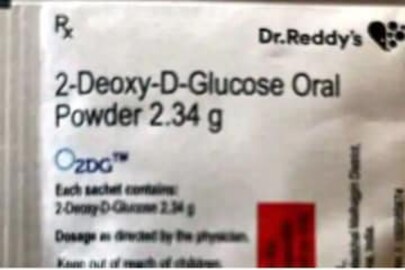 Rx
Dr.Reddy's
2-Deoxy-D-Glucose Oral
Powder 2.34 g
O2DG™
Each sachet contains:
2-Deoxy-D-Glucose 2.34 g
Dosage as directed by the physician.
Keep out of reach of children.